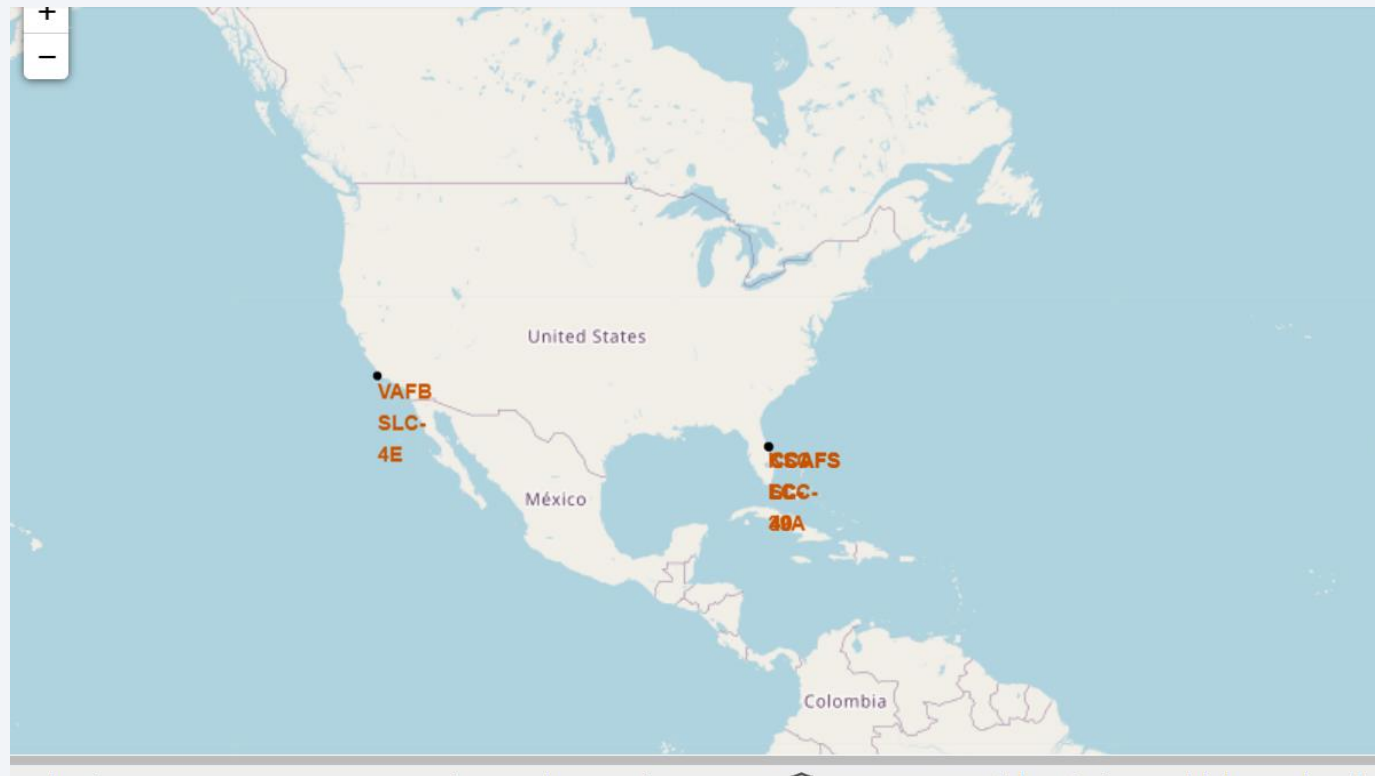 +
−
United States
VAFB
SLC-
4E
México
Colombia